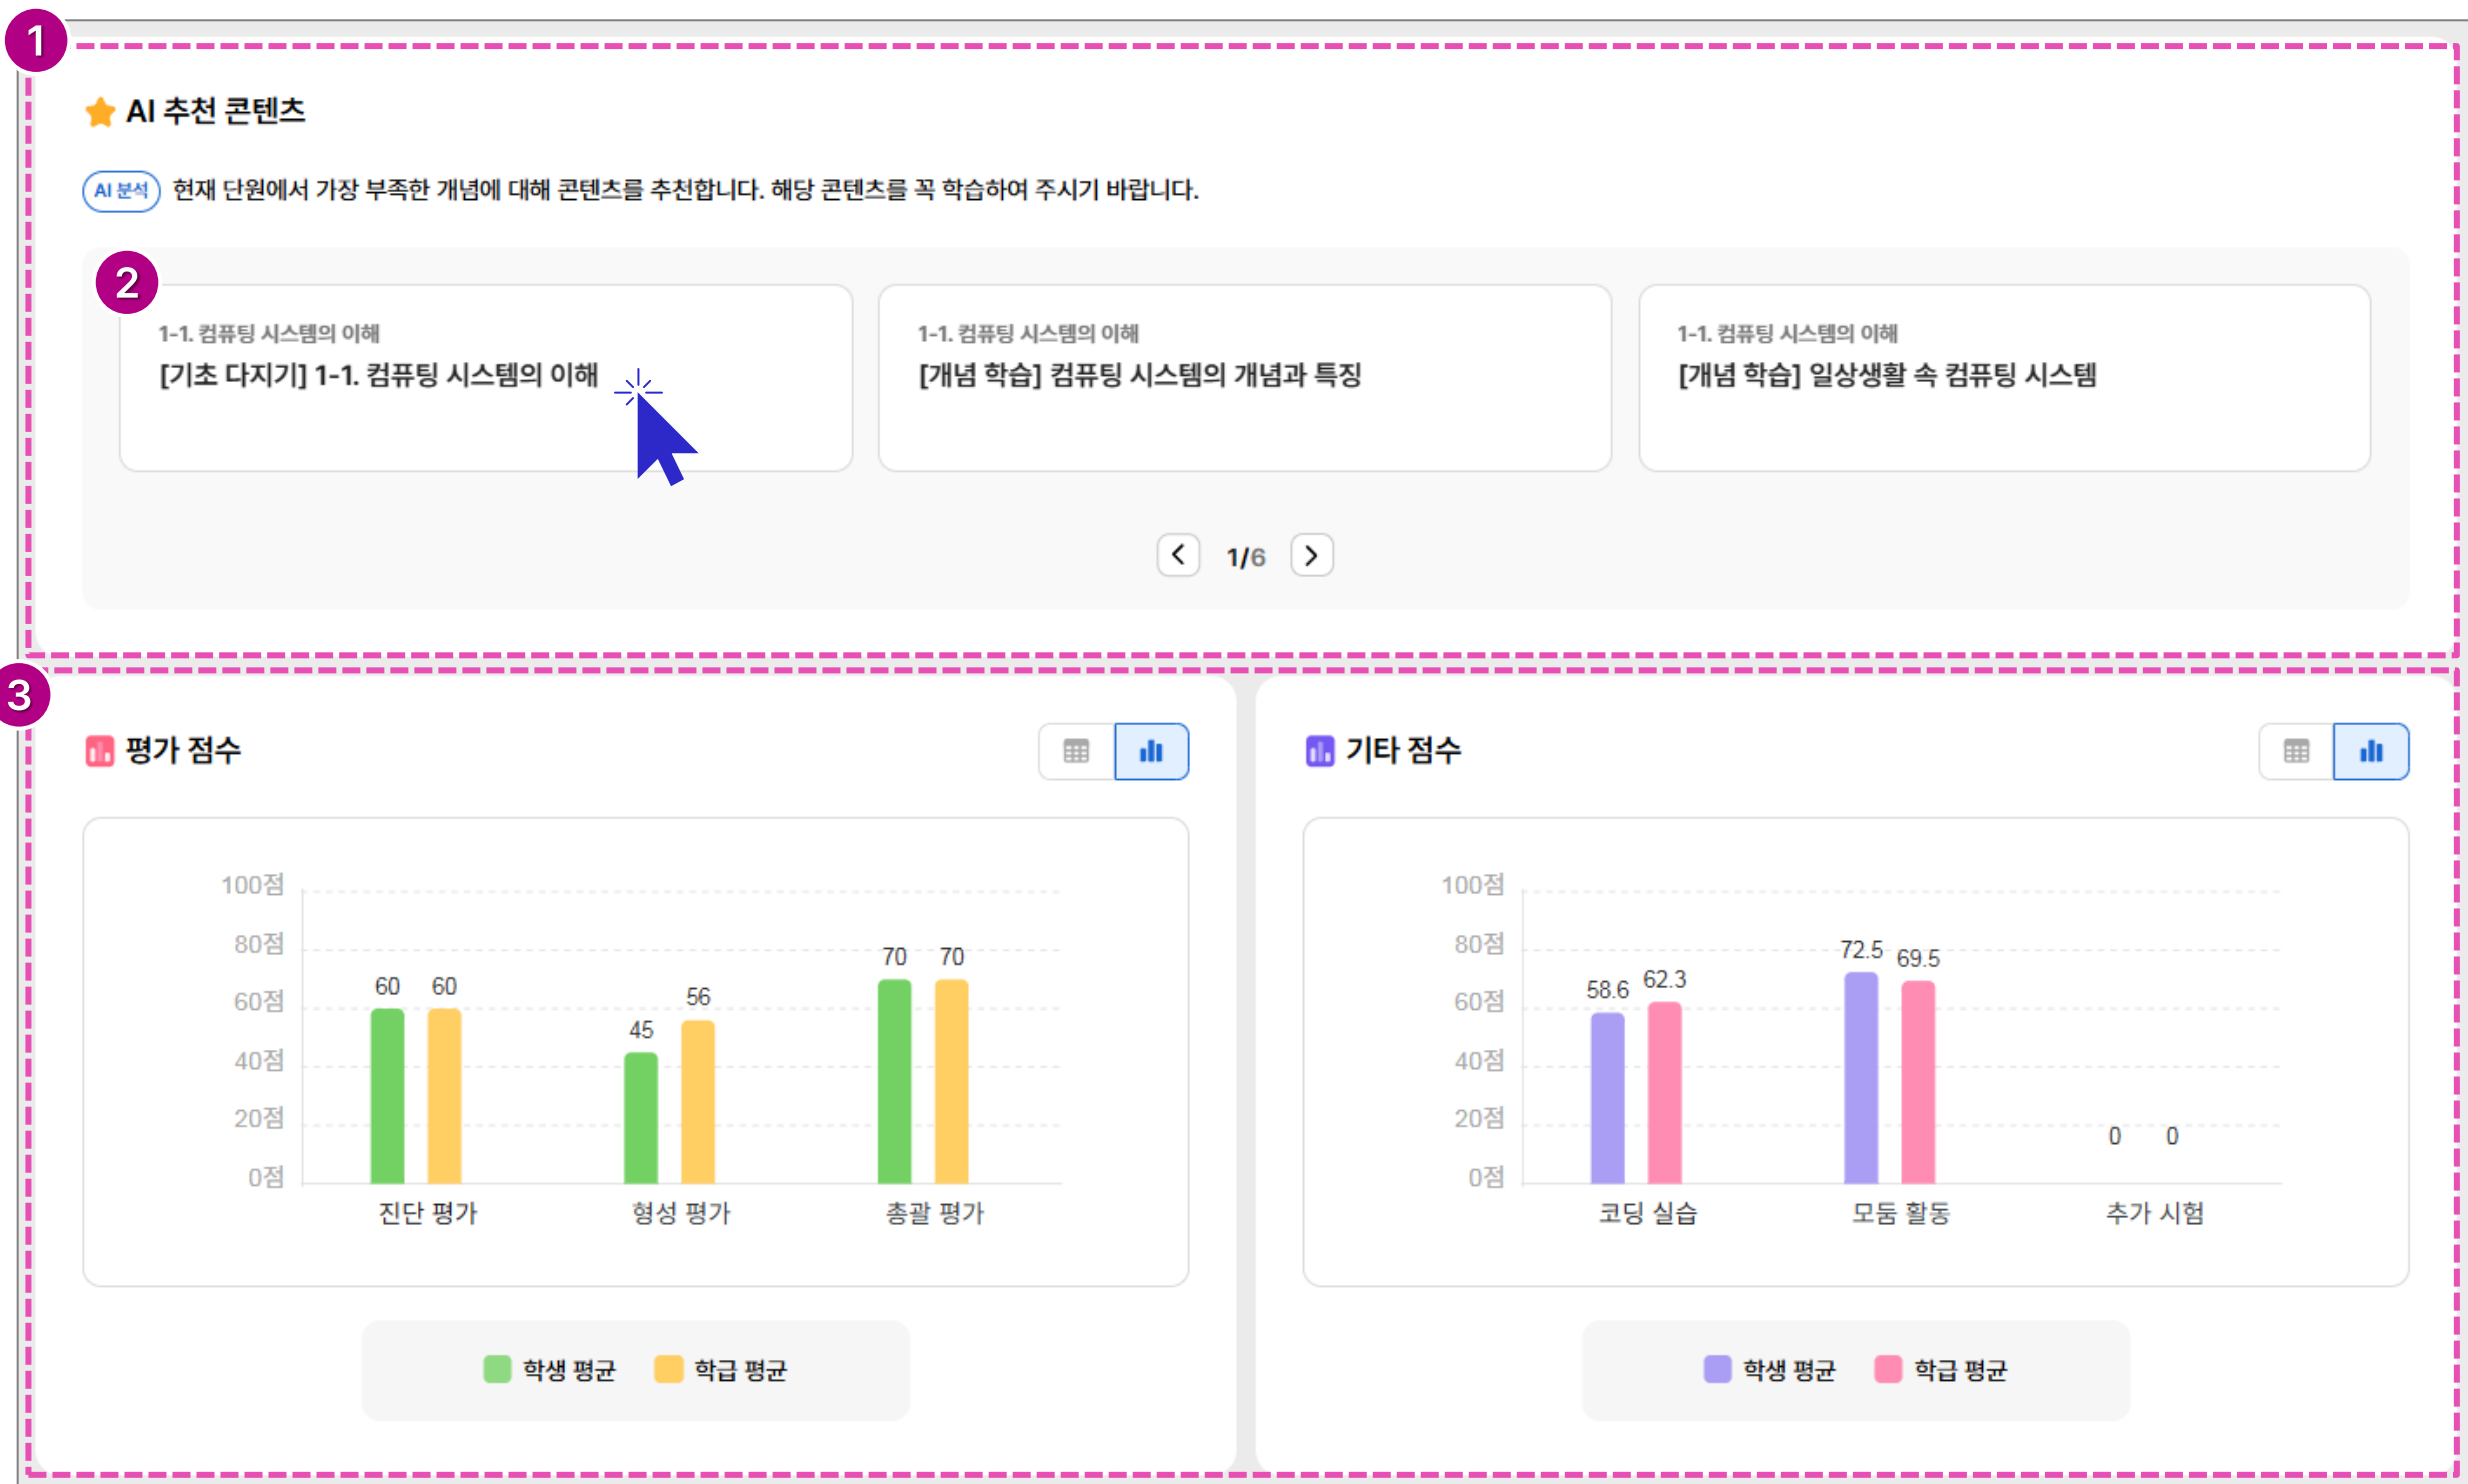 1
AI 추천 콘텐츠
AI 분석 현재 단원에서 가장 부족한 개념에 대해 콘텐츠를 추천합니다. 해당 콘텐츠를 꼭 학습하여 주시기 바랍니다.
2
1-1. 컴퓨팅 시스템의 이해
[기초 다지기] 1-1. 컴퓨팅 시스템의 이해
1-1. 컴퓨팅 시스템의 이해
[개념 학습] 컴퓨팅 시스템의 개념과 특징
1-1. 컴퓨팅 시스템의 이해
[개념 학습] 일상생활 속 컴퓨팅 시스템
1/6
3
평가 점수
100점
80점
60점
40점
20점
0점
60 60
45 56
70 70
진단 평가 형성 평가 총괄 평가
학생 평균 학급 평균
기타 점수
100점
80점
60점
40점
20점
0점
58.6 62.3
72.5 69.5
0 0
코딩 실습 모둠 활동 추가 시험
학생 평균 학급 평균